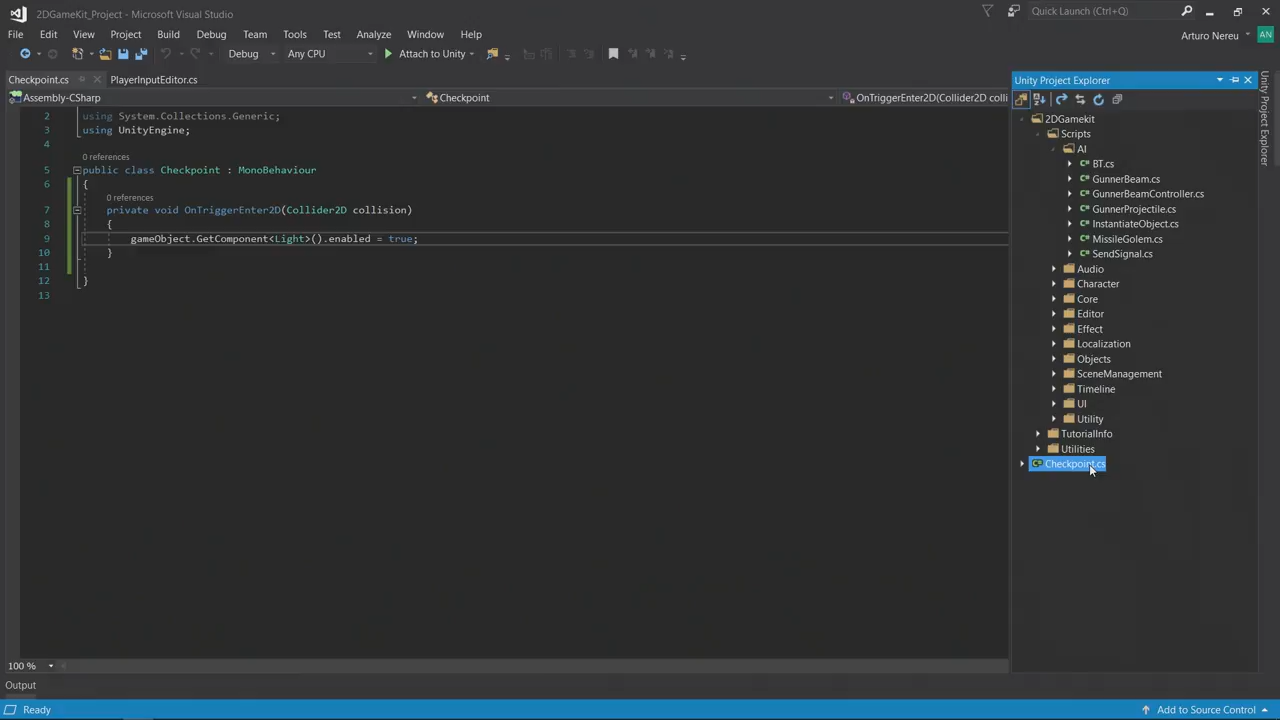 2DGameKit_Project - Microsoft Visual Studio
Quick Launch (Ctrl+Q)
File Edit View Project Build Debug Team Tools Test Analyze Window Help
Arturo Nereu AN
Debug Any CPU Attach to Unity
Checkpoint.cs PlayerInputEditor.cs
Assembly-CSharp Checkpoint OnTriggerEnter2D(Collider2D colli
2 using System.Collections.Generic;
3 using UnityEngine;
4
0 references
5 public class Checkpoint : MonoBehaviour
6 {
0 references
7 private void OnTriggerEnter2D(Collider2D collision)
8 {
9 gameObject.GetComponent<Light>().enabled = true;
10 }
11
12 }
13
100 %
Output
Ready
Unity Project Explorer
2DGamekit
Scripts
AI
BT.cs
GunnerBeam.cs
GunnerBeamController.cs
GunnerProjectile.cs
InstantiateObject.cs
MissileGolem.cs
SendSignal.cs
Audio
Character
Core
Editor
Effect
Localization
Objects
SceneManagement
Timeline
UI
Utility
TutorialInfo
Utilities
Checkpoint.cs
Unity Project Explorer
Add to Source Control